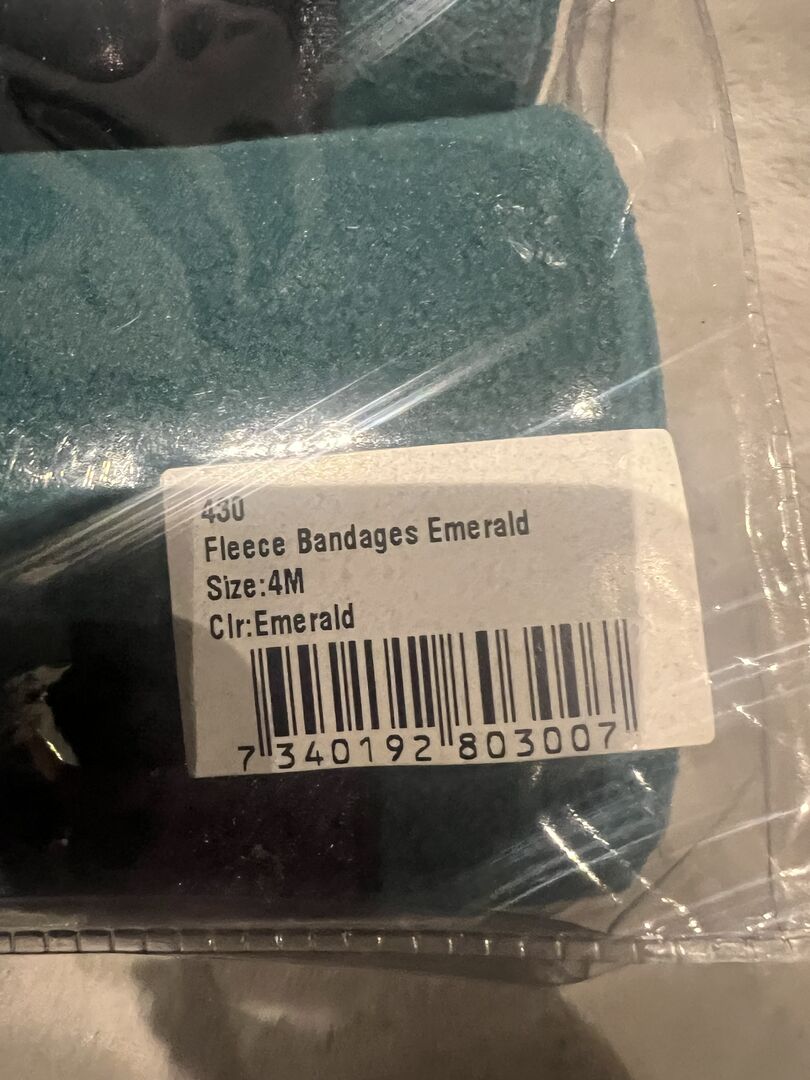 430
Fleece Bandages Emerald
Size:4M
Clr:Emerald
7 340192 803007